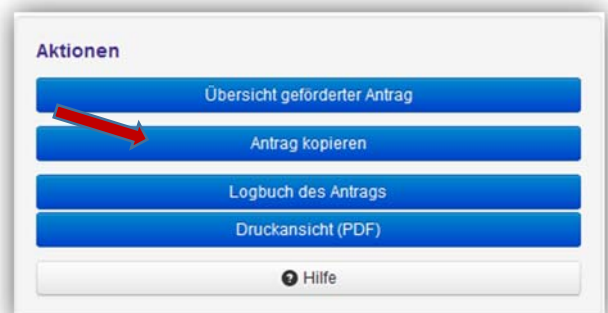 Aktionen
Übersicht geförderter Antrag
Antrag kopieren
Logbuch des Antrags
Druckansicht (PDF)
Hilfe